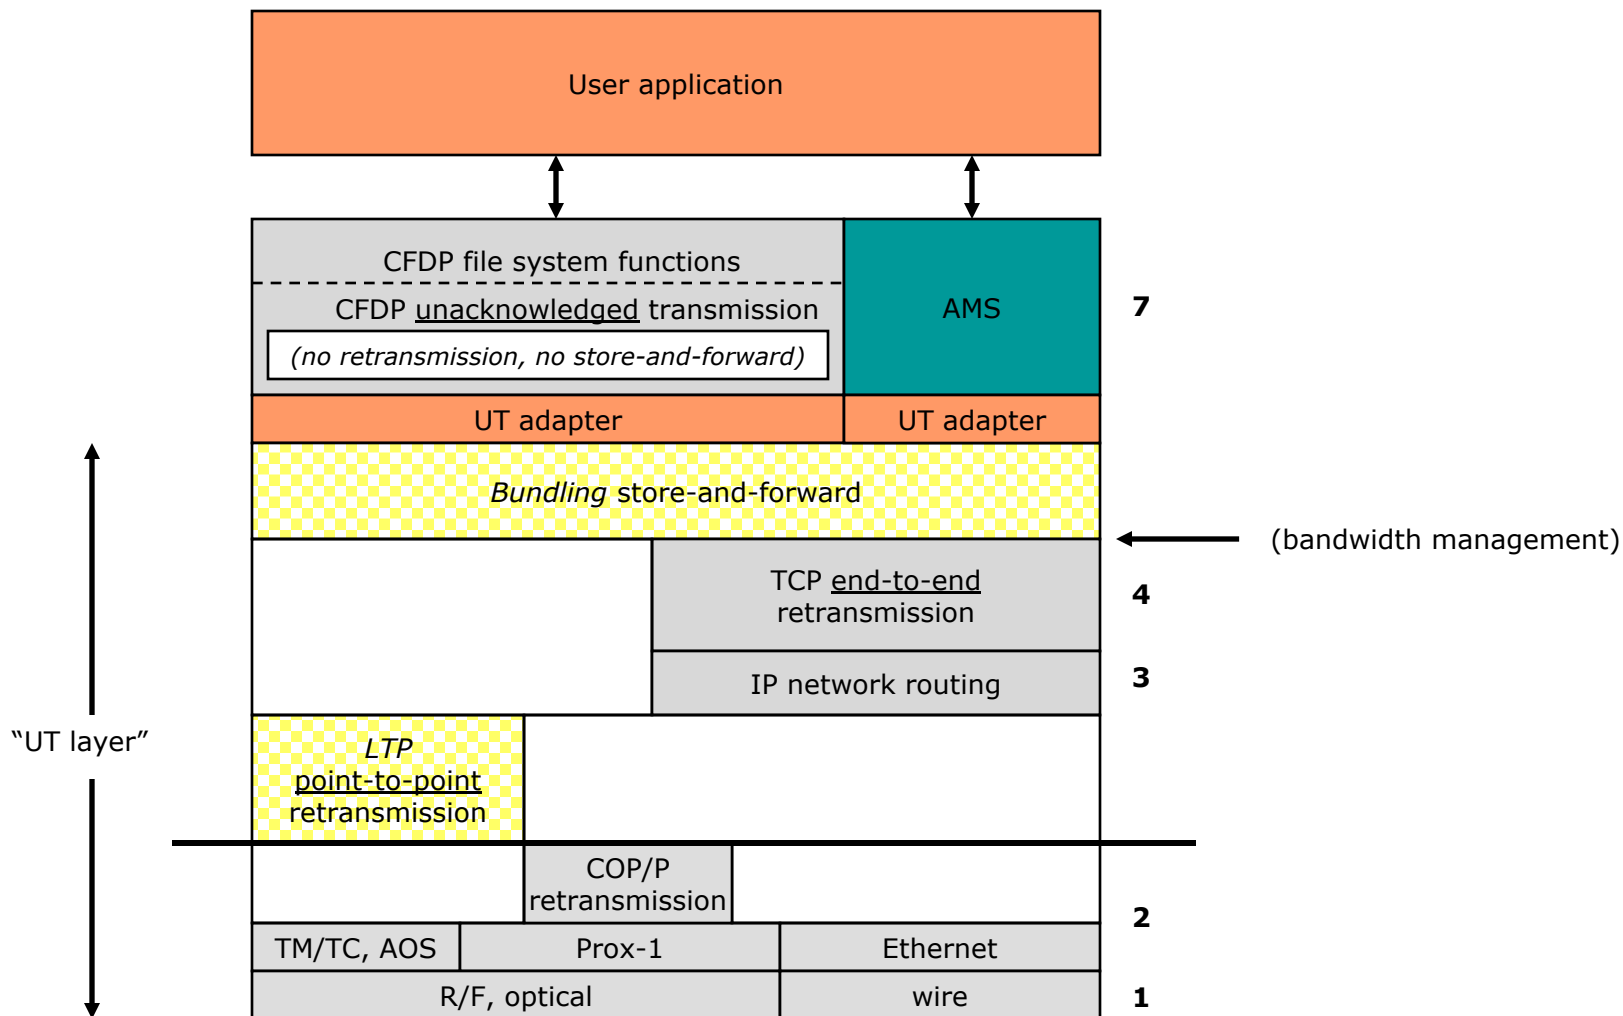 User application
CFDP file system functions
CFDP unacknowledged transmission
(no retransmission, no store-and-forward)
AMS
7
UT adapter
UT adapter
Bundling store-and-forward
(bandwidth management)
TCP end-to-end
retransmission
4
IP network routing
3
“UT layer”
LTP
point-to-point
retransmission
COP/P
retransmission
2
TM/TC, AOS
Prox-1
Ethernet
R/F, optical
wire
1